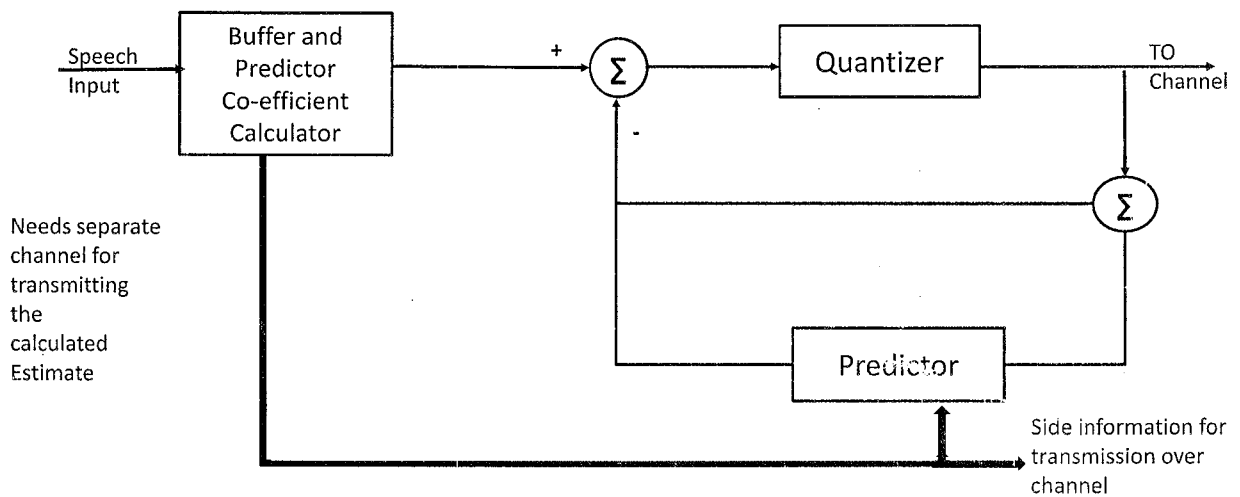 Speech
Input
Buffer and
Predictor
Co-efficient
Calculator
+
Σ
-
Quantizer
TO
Channel
Σ
Needs separate
channel for
transmitting
the
calculated
Estimate
Predictor
Side information for
transmission over
channel